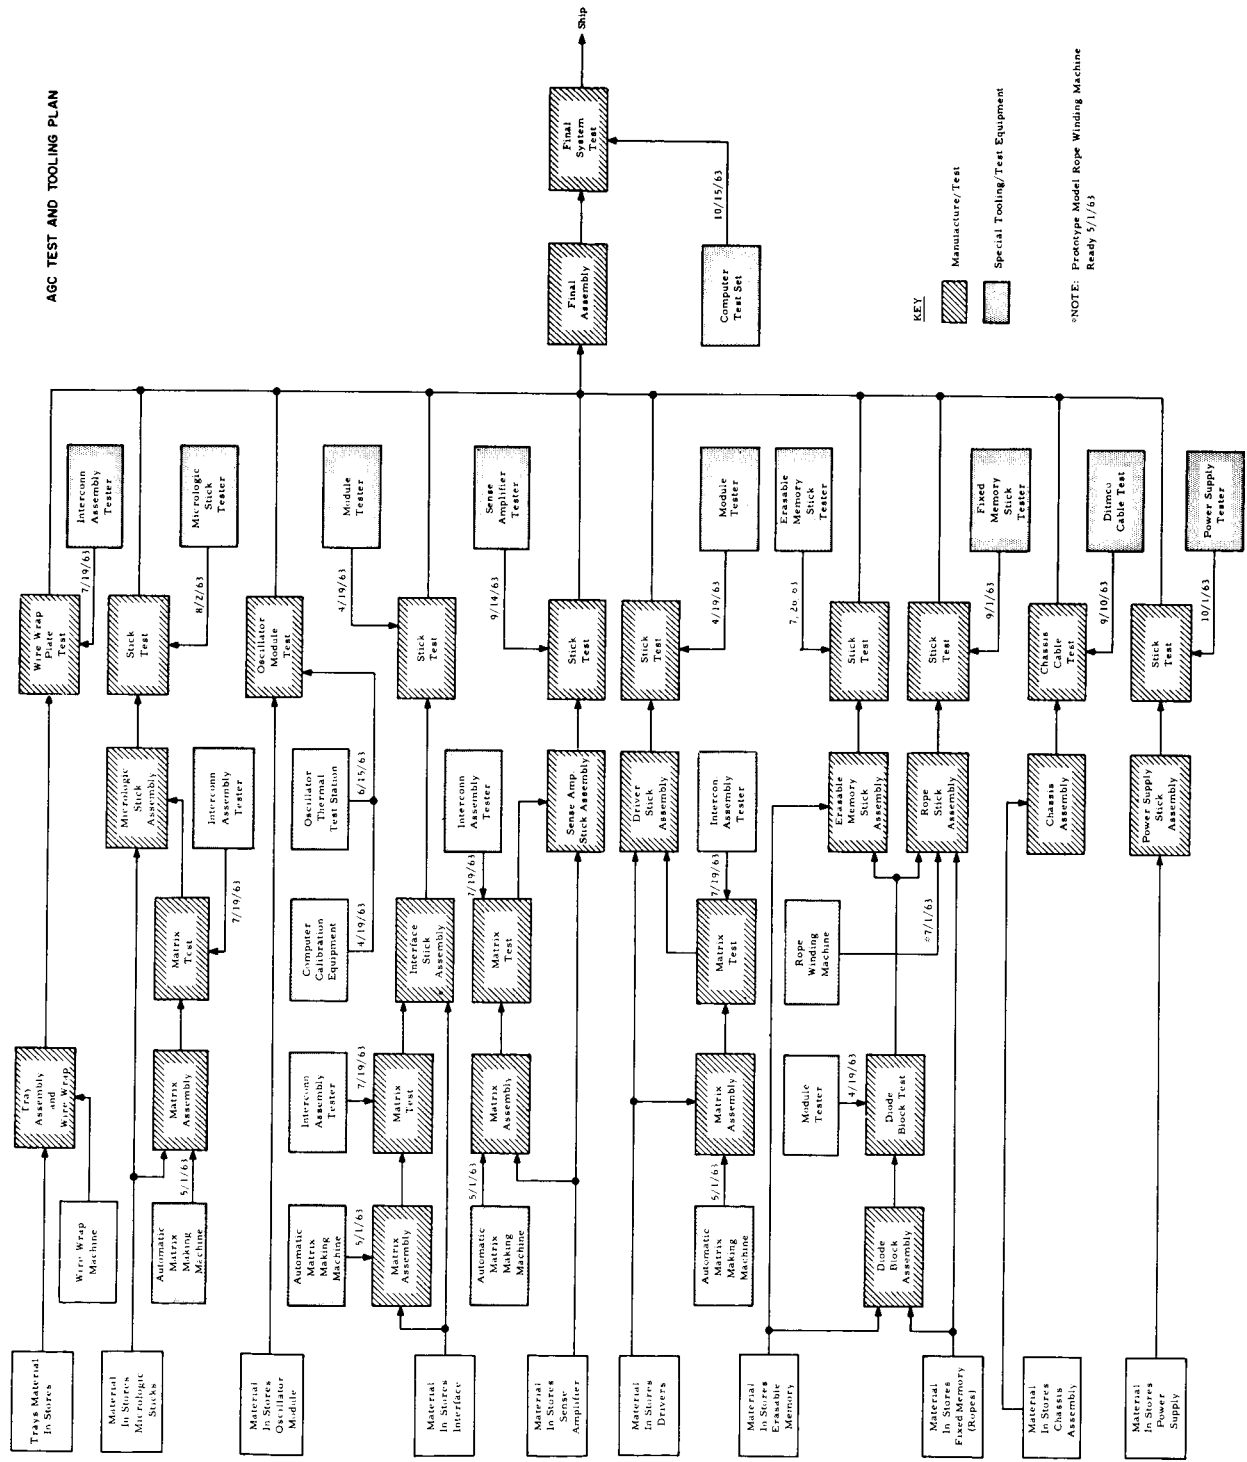 AGC TEST AND TOOLING PLAN
Trays Material
In Stores
Wire Wrap
Machine
Tray
Assembly
and
Wire Wrap
Wire Wrap
Plate
Test
7/19/63
Interconn
Assembly
Tester
Material
In Stores
Micrologic
Sticks
Automatic
Matrix
Making
Machine
5/1/63
Matrix
Assembly
Matrix
Test
7/19/63
Interconn
Assembly
Tester
Micrologic
Stick
Assembly
Stick
Test
8/2/63
Micrologic
Stick
Tester
Material
In Stores
Oscillator
Module
Computer
Calibration
Equipment
4/19/63
Oscillator
Thermal
Test Station
6/15/63
Oscillator
Module
Test
Material
In Stores
Interface
Automatic
Matrix
Making
Machine
5/1/63
Matrix
Assembly
Interconn
Assembly
Tester
7/19/63
Matrix
Test
Interface
Stick
Assembly
Stick
Test
4/19/63
Module
Tester
Material
In Stores
Sense
Amplifier
Automatic
Matrix
Making
Machine
5/1/63
Matrix
Assembly
Matrix
Test
7/19/63
Interconn
Assembly
Tester
Sense Amp.
Stick Assembly
Stick
Test
9/14/63
Sense
Amplifier
Tester
Material
In Stores
Drivers
Automatic
Matrix
Making
Machine
5/1/63
Matrix
Assembly
Matrix
Test
7/19/63
Intercon.
Assembly
Tester
Driver
Stick
Assembly
Stick
Test
4/19/63
Module
Tester
Material
In Stores
Erasable
Memory
Diode
Block
Assembly
Module
Tester
4/19/63
Diode
Block Test
Erasable
Memory
Stick
Assembly
Stick
Test
7, 26, 63
Erasable
Memory
Stick
Tester
Material
In Stores
Fixed Memory
(Ropes)
Rope
Winding
Machine
*7/1/63
Rope
Stick
Assembly
Stick
Test
9/1/63
Fixed
Memory
Stick
Tester
Material
In Stores
Chassis
Assembly
Chassis
Assembly
Chassis
Cable
Test
9/10/63
Ditmco
Cable Test
Material
In Stores
Power
Supply
Power Supply
Stick
Assembly
Stick
Test
10/1/63
Power Supply
Tester
Final
Assembly
Final
System
Test
Ship
Computer
Test Set
10/15/63
KEY
Manufacture/Test
Special Tooling/Test Equipment
*NOTE: Prototype Model Rope Winding Machine
Ready 5/1/63